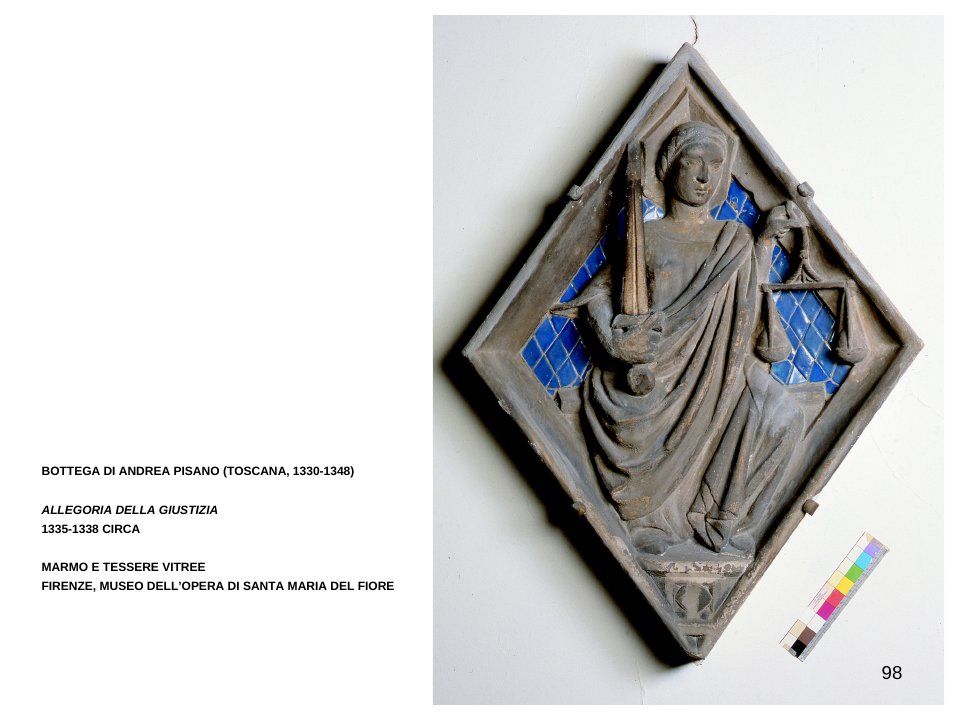 BOTTEGA DI ANDREA PISANO (TOSCANA, 1330-1348)
ALLEGORIA DELLA GIUSTIZIA
1335-1338 CIRCA
MARMO E TESSERE VITREE
FIRENZE, MUSEO DELL’OPERA DI SANTA MARIA DEL FIORE
98